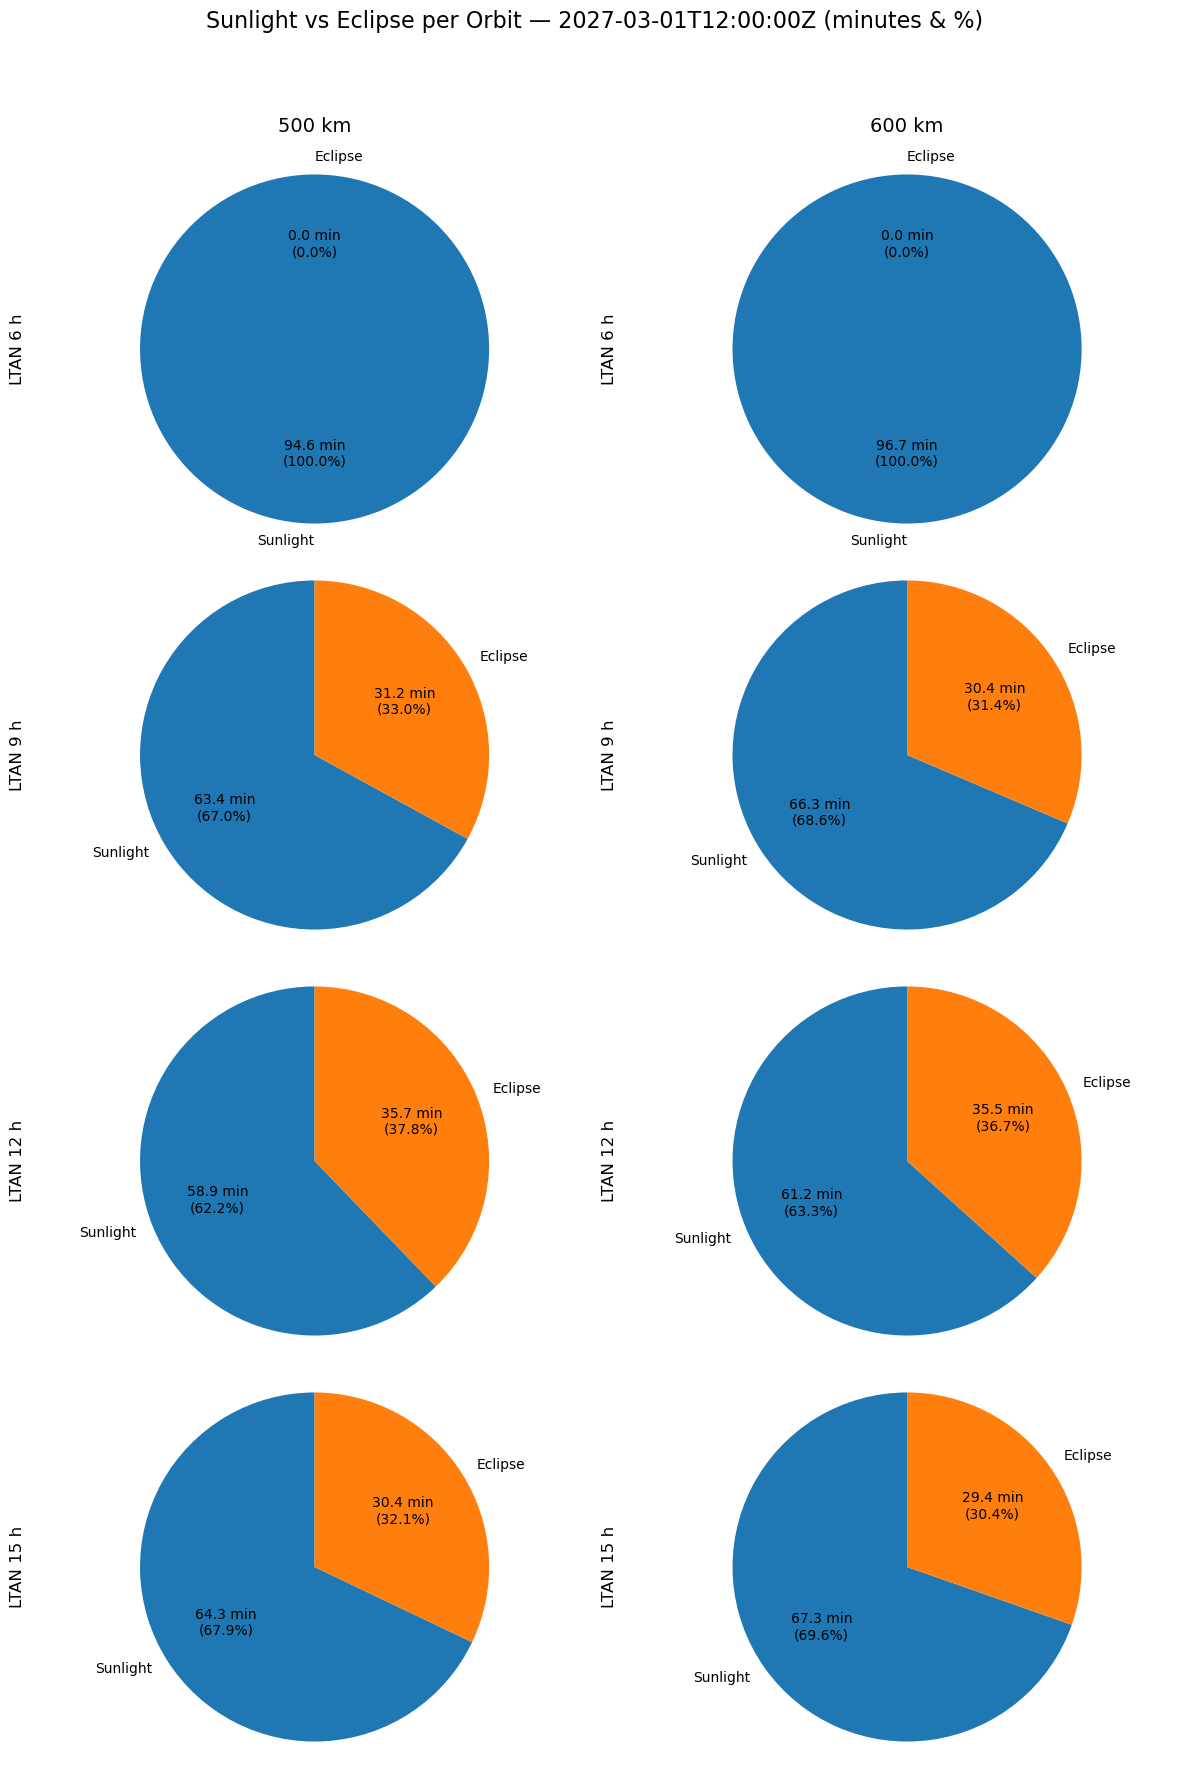 Sunlight vs Eclipse per Orbit — 2027-03-01T12:00:00Z (minutes & %)
500 km
600 km
Eclipse
0.0 min
(0.0%)
LTAN 6 h
94.6 min
(100.0%)
Sunlight
Eclipse
0.0 min
(0.0%)
LTAN 6 h
96.7 min
(100.0%)
Sunlight
Eclipse
31.2 min
(33.0%)
LTAN 9 h
63.4 min
(67.0%)
Sunlight
Eclipse
30.4 min
(31.4%)
LTAN 9 h
66.3 min
(68.6%)
Sunlight
Eclipse
35.7 min
(37.8%)
LTAN 12 h
58.9 min
(62.2%)
Sunlight
Eclipse
35.5 min
(36.7%)
LTAN 12 h
61.2 min
(63.3%)
Sunlight
Eclipse
30.4 min
(32.1%)
LTAN 15 h
64.3 min
(67.9%)
Sunlight
Eclipse
29.4 min
(30.4%)
LTAN 15 h
67.3 min
(69.6%)
Sunlight